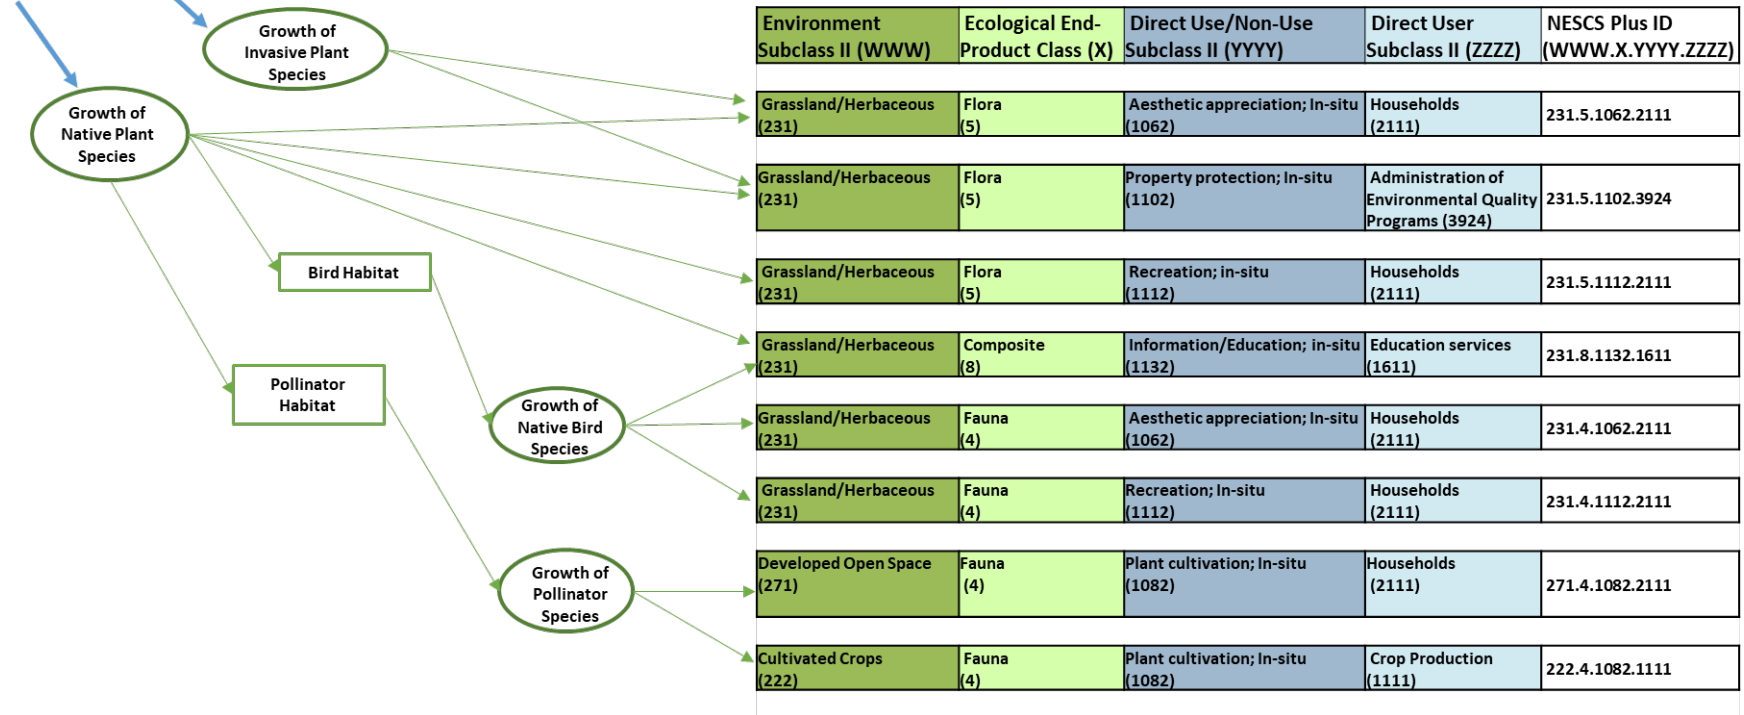 Growth of
Invasive Plant
Species
Growth of
Native Plant
Species
Bird Habitat
Pollinator
Habitat
Growth of
Native Bird
Species
Growth of
Pollinator
Species
Environment
Subclass II (WWW)
Ecological End-
Product Class (X)
Direct Use/Non-Use
Subclass II (YYYY)
Direct User
Subclass II (ZZZZ)
NESCS Plus ID
(WWW.X.YYYY.ZZZZ)
Grassland/Herbaceous
(231)
Flora
(5)
Aesthetic appreciation; In-situ
(1062)
Households
(2111)
231.5.1062.2111
Grassland/Herbaceous
(231)
Flora
(5)
Property protection; In-situ
(1102)
Administration of
Environmental Quality
Programs (3924)
231.5.1102.3924
Grassland/Herbaceous
(231)
Flora
(5)
Recreation; in-situ
(1112)
Households
(2111)
231.5.1112.2111
Grassland/Herbaceous
(231)
Composite
(8)
Information/Education; in-situ
(1132)
Education services
(1611)
231.8.1132.1611
Grassland/Herbaceous
(231)
Fauna
(4)
Aesthetic appreciation; In-situ
(1062)
Households
(2111)
231.4.1062.2111
Grassland/Herbaceous
(231)
Fauna
(4)
Recreation; In-situ
(1112)
Households
(2111)
231.4.1112.2111
Developed Open Space
(271)
Fauna
(4)
Plant cultivation; In-situ
(1082)
Households
(2111)
271.4.1082.2111
Cultivated Crops
(222)
Fauna
(4)
Plant cultivation; In-situ
(1082)
Crop Production
(1111)
222.4.1082.1111